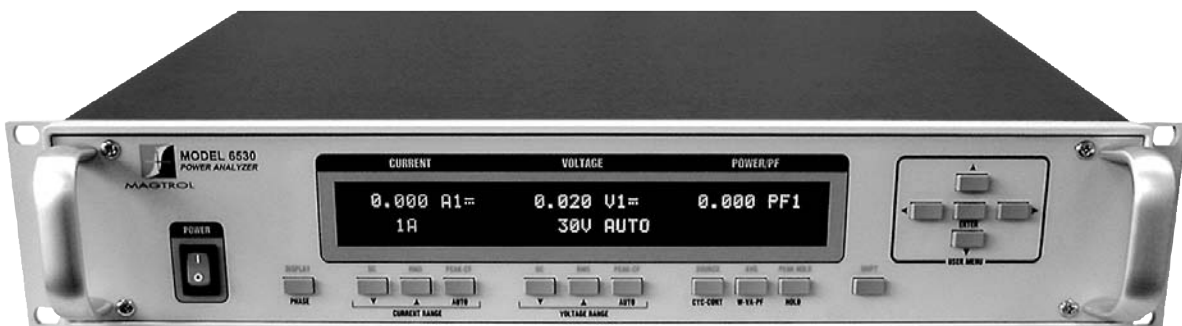 MODEL 6530
POWER ANALYZER
MAGTROL
POWER
I
O
CURRENT VOLTAGE POWER/PF
0.000 A1⎓ 0.020 V1⎓ 0.000 PF1
1A 30V AUTO
DISPLAY DC RMS PEAK-CF DC RMS PEAK-CF SOURCE AVG PEAK HOLD SHIFT
PHASE ▼ ▲ AUTO ▼ ▲ AUTO CYC-CONT W-VA-PF HOLD
CURRENT RANGE VOLTAGE RANGE
ENTER
USER MENU